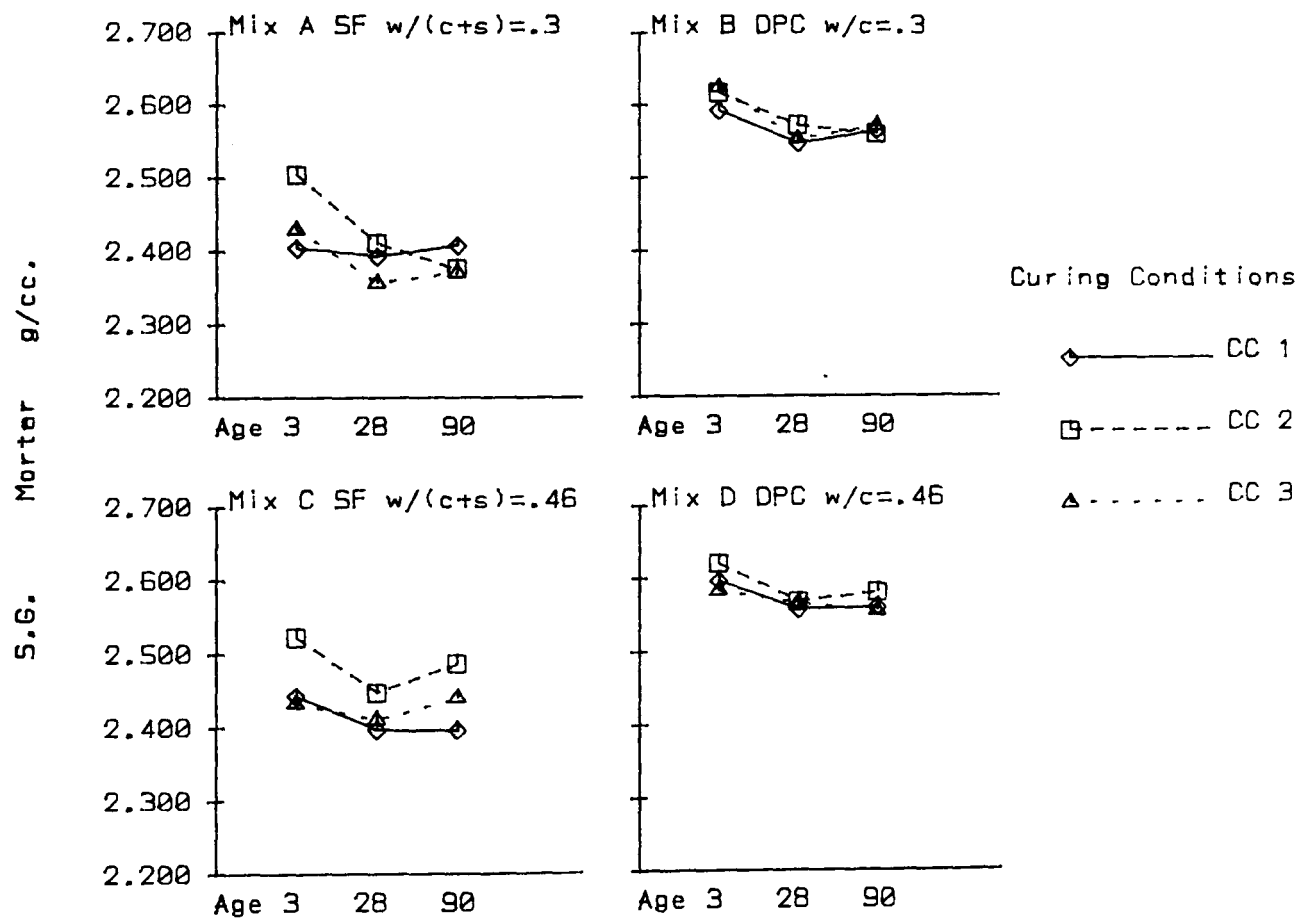 Mix A SF w/(c+s)=.3
2.700
2.600
2.500
2.400
2.300
2.200
Age 3 28 90
Mix B OPC w/c=.3
Age 3 28 90
S.G. Mortar g/cc.
Curing Conditions
CC 1
CC 2
CC 3
Mix C SF w/(c+s)=.46
2.700
2.600
2.500
2.400
2.300
2.200
Age 3 28 90
Mix D OPC w/c=.46
Age 3 28 90